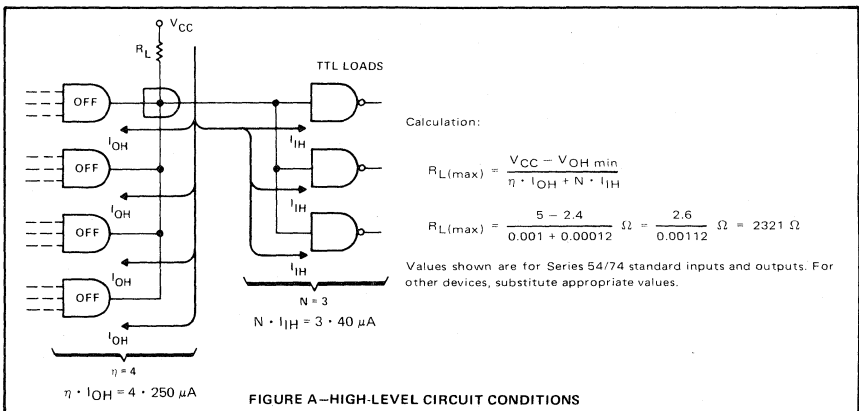 VCC
RL
TTL LOADS
OFF
IOH
IIH
OFF
IOH
IIH
OFF
IOH
IIH
OFF
IOH
N = 3
N · IIH = 3 · 40 μA
η = 4
η · IOH = 4 · 250 μA
Calculation:
RL(max) = VCC − VOH min / η · IOH + N · IIH
RL(max) = 5 − 2.4 / 0.001 + 0.00012 Ω = 2.6 / 0.00112 Ω = 2321 Ω
Values shown are for Series 54/74 standard inputs and outputs. For
other devices, substitute appropriate values.
FIGURE A—HIGH-LEVEL CIRCUIT CONDITIONS